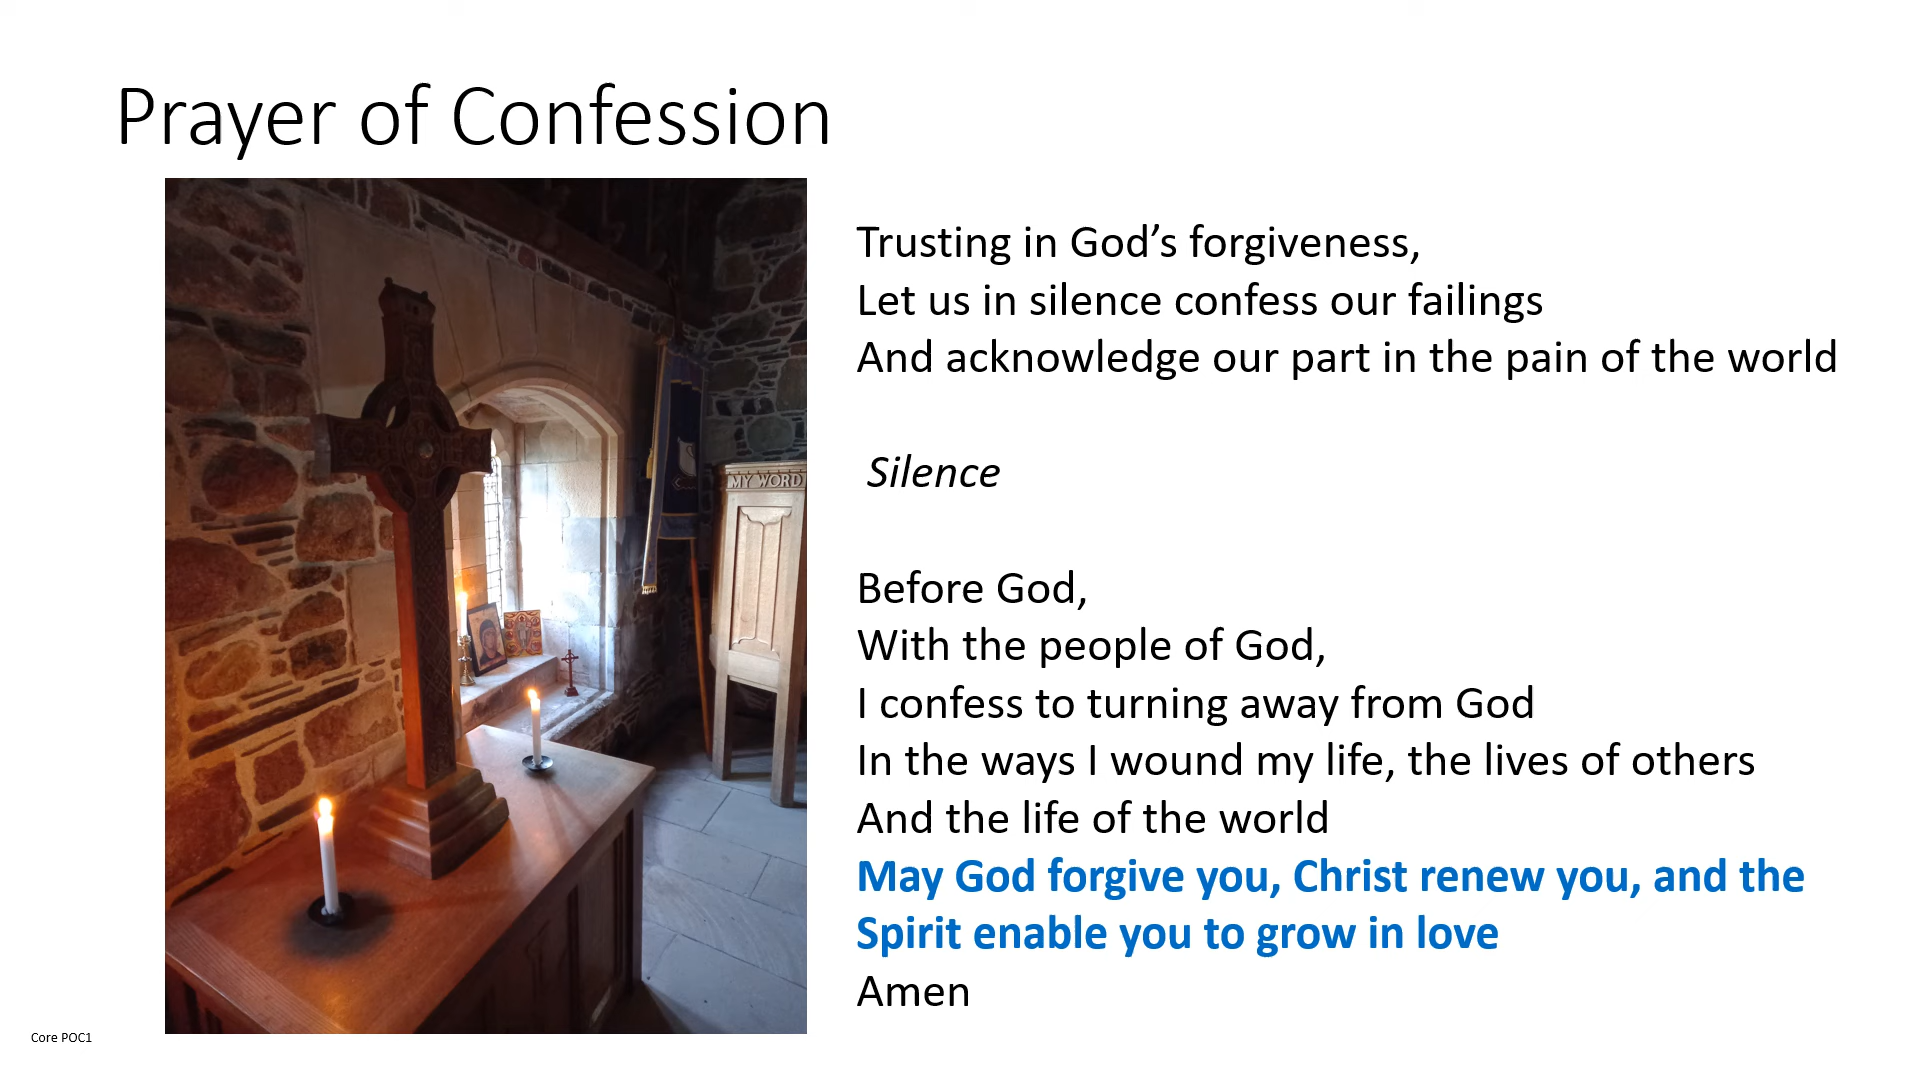 Prayer of Confession
MY WORD
Trusting in God’s forgiveness,
Let us in silence confess our failings
And acknowledge our part in the pain of the world
Silence
Before God,
With the people of God,
I confess to turning away from God
In the ways I wound my life, the lives of others
And the life of the world
May God forgive you, Christ renew you, and the
Spirit enable you to grow in love
Amen
Core POC1